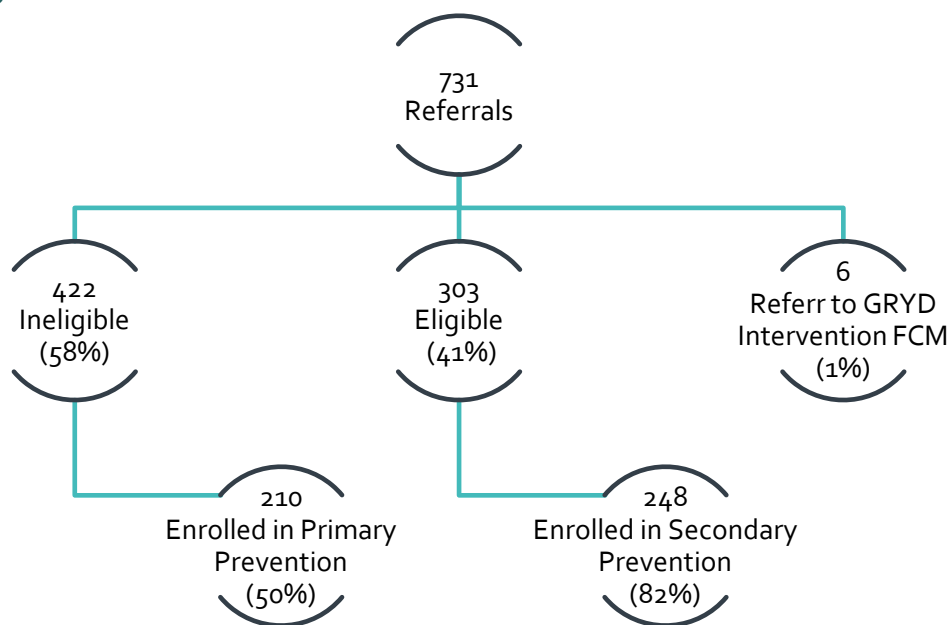 731
Referrals
422
Ineligible
(58%)
303
Eligible
(41%)
6
Referr to GRYD
Intervention FCM
(1%)
210
Enrolled in Primary
Prevention
(50%)
248
Enrolled in Secondary
Prevention
(82%)